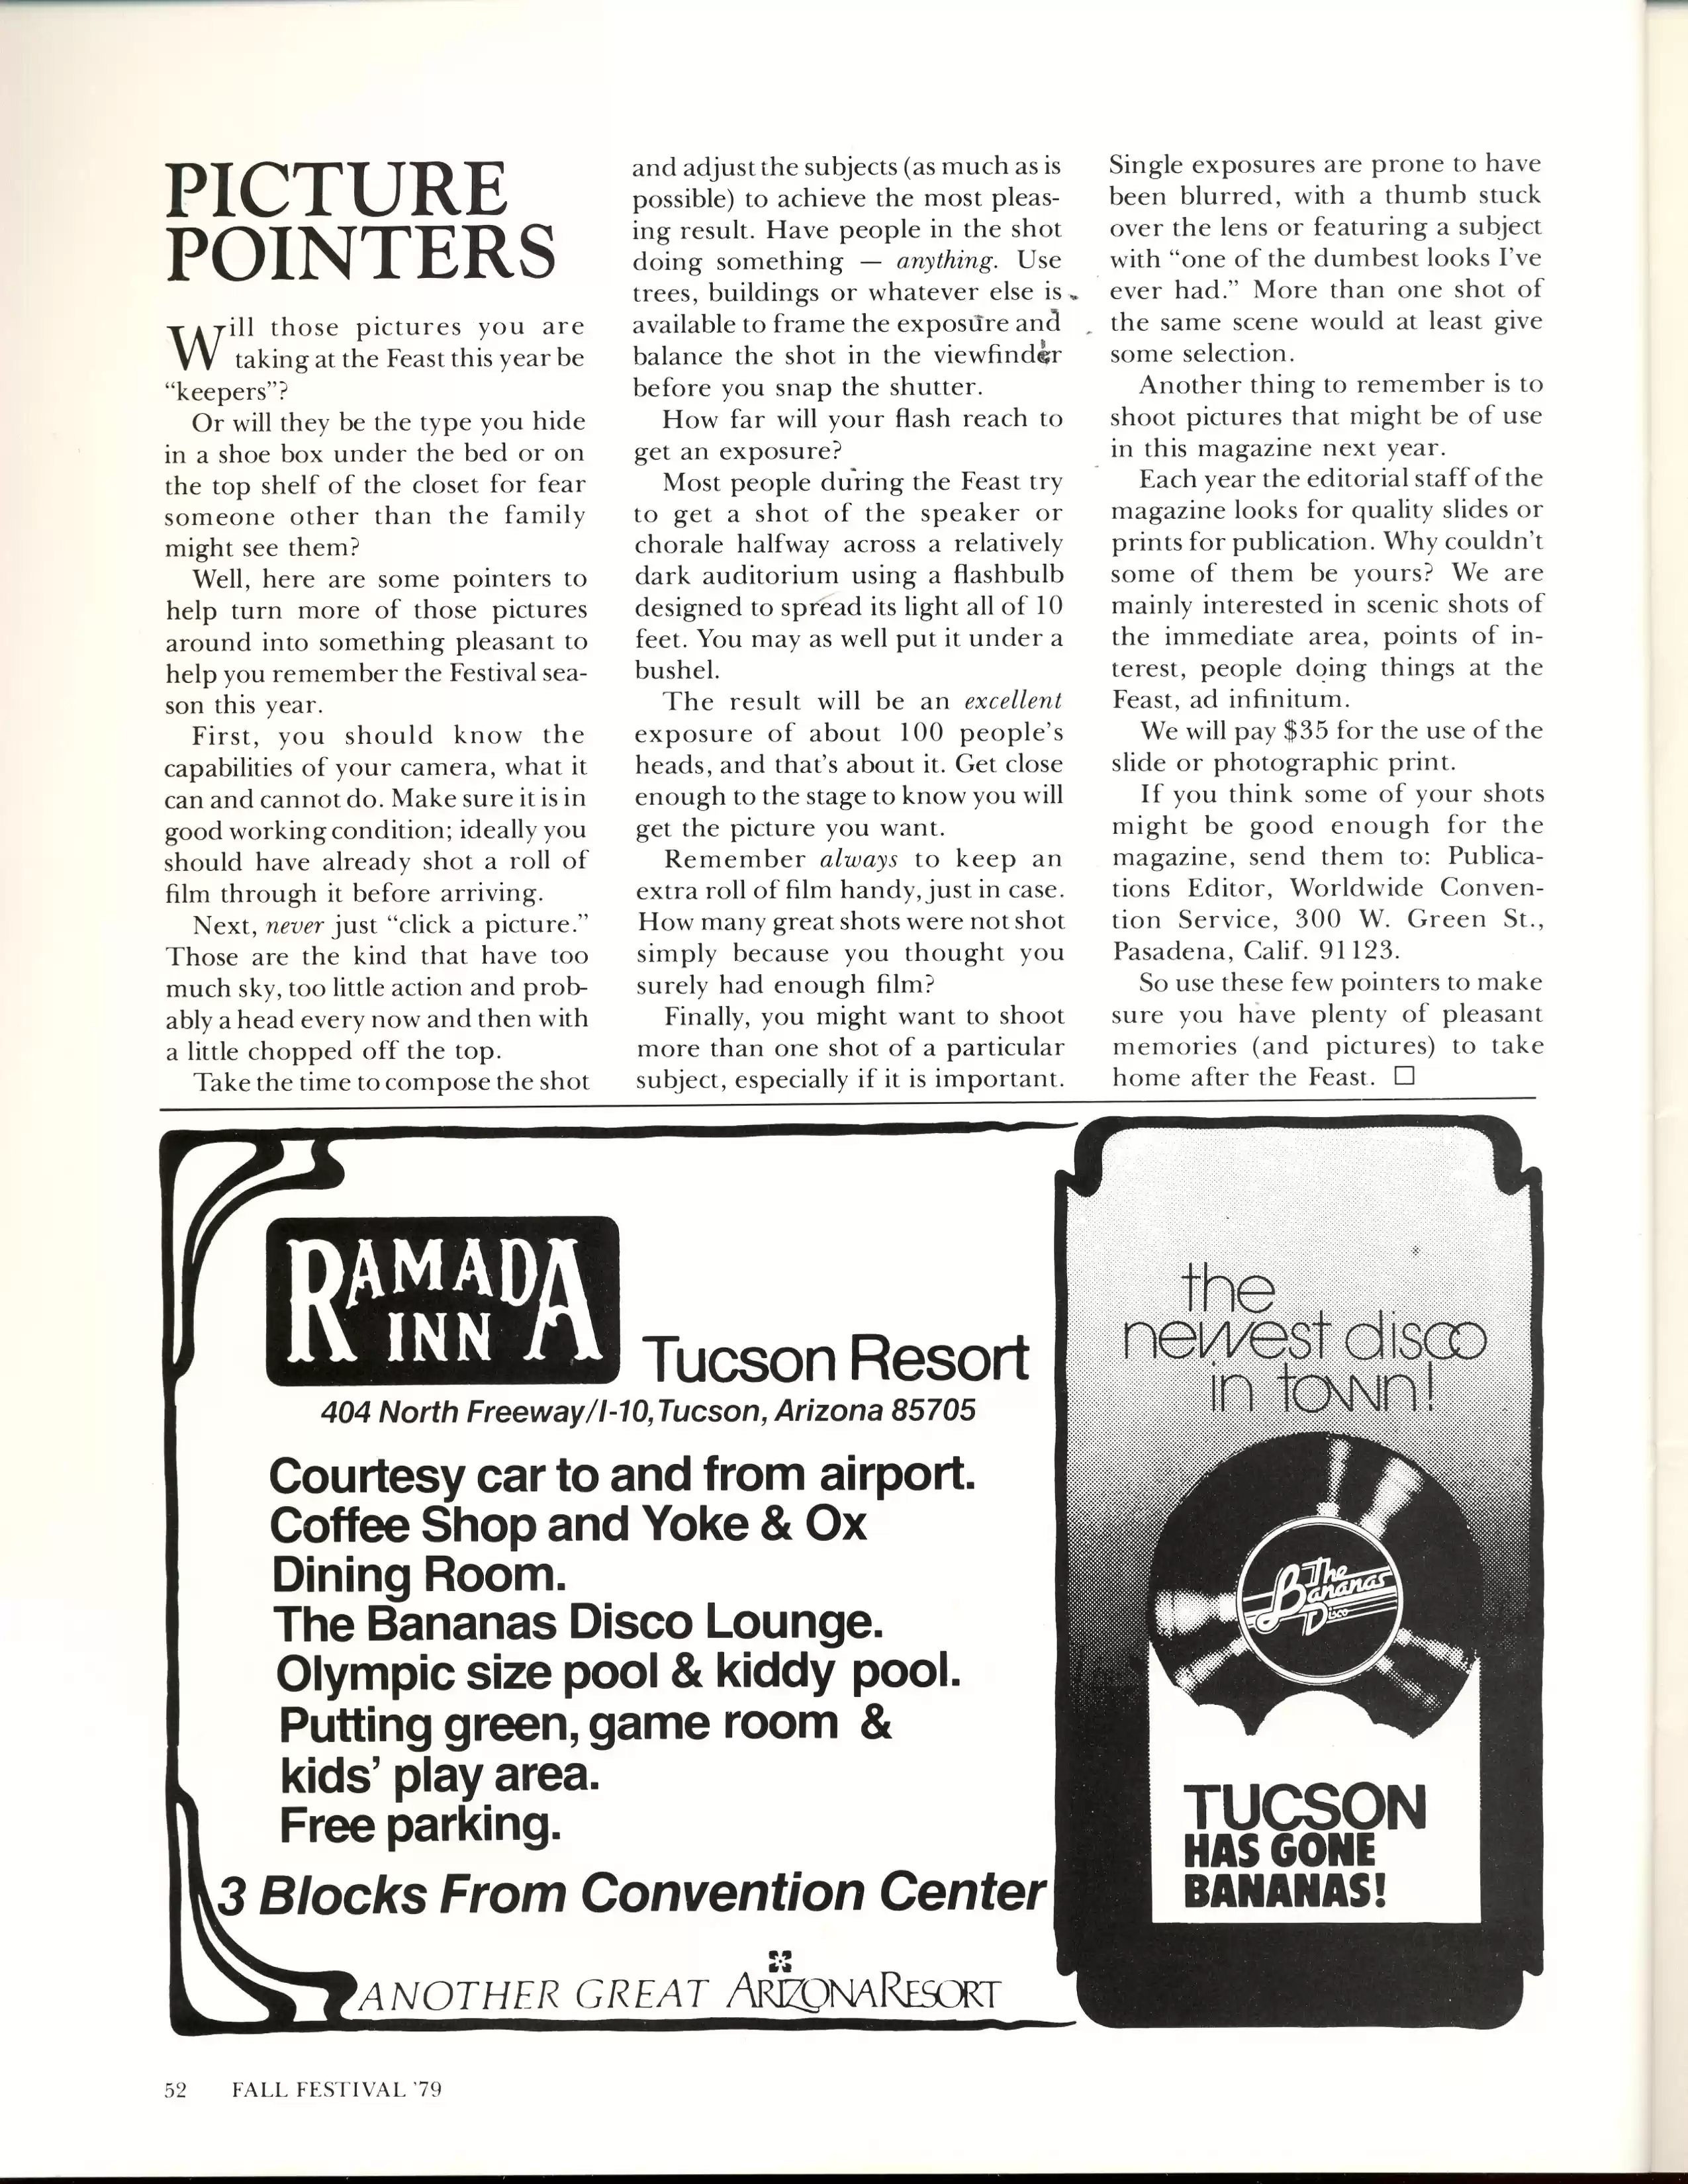 PICTURE
POINTERS
Will those pictures you are
taking at the Feast this year be
“keepers”?
Or will they be the type you hide
in a shoe box under the bed or on
the top shelf of the closet for fear
someone other than the family
might see them?
Well, here are some pointers to
help turn more of those pictures
around into something pleasant to
help you remember the Festival sea-
son this year.
First, you should know the
capabilities of your camera, what it
can and cannot do. Make sure it is in
good working condition; ideally you
should have already shot a roll of
film through it before arriving.
Next, never just “click a picture.”
Those are the kind that have too
much sky, too little action and prob-
ably a head every now and then with
a little chopped off the top.
Take the time to compose the shot
and adjust the subjects (as much as is
possible) to achieve the most pleas-
ing result. Have people in the shot
doing something — anything. Use
trees, buildings or whatever else is
available to frame the exposure and
balance the shot in the viewfinder
before you snap the shutter.
How far will your flash reach to
get an exposure?
Most people during the Feast try
to get a shot of the speaker or
chorale halfway across a relatively
dark auditorium using a flashbulb
designed to spread its light all of 10
feet. You may as well put it under a
bushel.
The result will be an excellent
exposure of about 100 people’s
heads, and that’s about it. Get close
enough to the stage to know you will
get the picture you want.
Remember always to keep an
extra roll of film handy, just in case.
How many great shots were not shot
simply because you thought you
surely had enough film?
Finally, you might want to shoot
more than one shot of a particular
subject, especially if it is important.
Single exposures are prone to have
been blurred, with a thumb stuck
over the lens or featuring a subject
with “one of the dumbest looks I’ve
ever had.” More than one shot of
the same scene would at least give
some selection.
Another thing to remember is to
shoot pictures that might be of use
in this magazine next year.
Each year the editorial staff of the
magazine looks for quality slides or
prints for publication. Why couldn’t
some of them be yours? We are
mainly interested in scenic shots of
the immediate area, points of in-
terest, people doing things at the
Feast, ad infinitum.
We will pay $35 for the use of the
slide or photographic print.
If you think some of your shots
might be good enough for the
magazine, send them to: Publica-
tions Editor, Worldwide Conven-
tion Service, 300 W. Green St.,
Pasadena, Calif. 91123.
So use these few pointers to make
sure you have plenty of pleasant
memories (and pictures) to take
home after the Feast. □
RAMADA
INN
Tucson Resort
404 North Freeway/I-10, Tucson, Arizona 85705
Courtesy car to and from airport.
Coffee Shop and Yoke & Ox
Dining Room.
The Bananas Disco Lounge.
Olympic size pool & kiddy pool.
Putting green, game room &
kids’ play area.
Free parking.
3 Blocks From Convention Center
ANOTHER GREAT ARIZONA RESORT
the
newest disco
in town!
The
Bananas
Disco
TUCSON
HAS GONE
BANANAS!
52 FALL FESTIVAL ’79